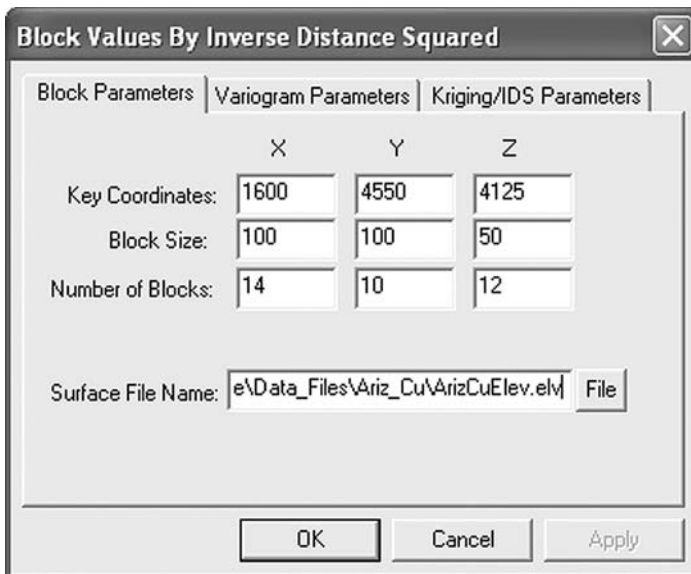 Block Values By Inverse Distance Squared
Block Parameters Variogram Parameters Kriging/IDS Parameters
X Y Z
Key Coordinates: 1600 4550 4125
Block Size: 100 100 50
Number of Blocks: 14 10 12
Surface File Name: e\Data_Files\Ariz_Cu\ArizCuElev.elv File
OK Cancel Apply